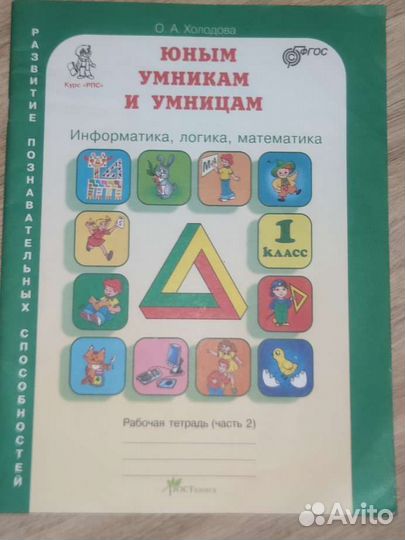 О. А. Холодова
Курс «РПС»
ФГОС
ЮНЫМ
УМНИКАМ
И УМНИЦАМ
Информатика, логика, математика
РАЗВИТИЕ ПОЗНАВАТЕЛЬНЫХ СПОСОБНОСТЕЙ
1
КЛАСС
Рабочая тетрадь (часть 2)
РОСТкнига
Avito